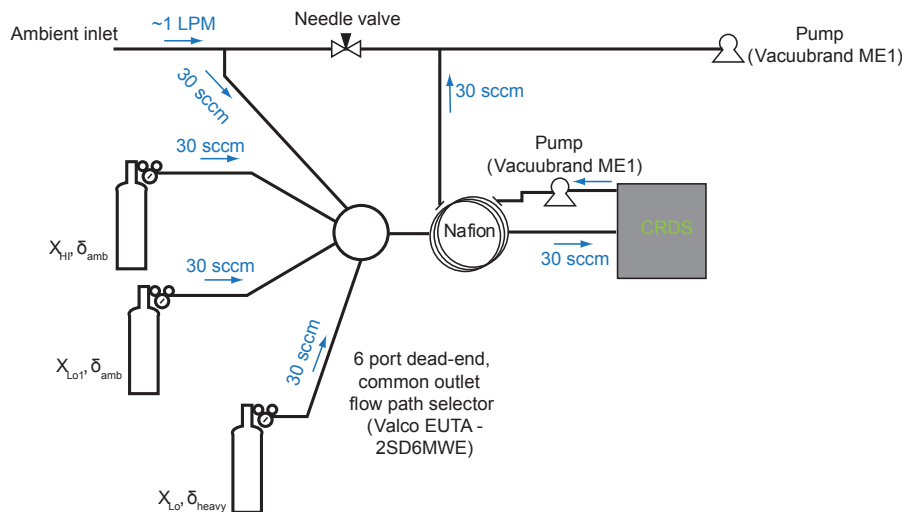 Needle valve
~1 LPM
Ambient inlet
Pump
(Vacuubrand ME1)
30 sccm
30 sccm
30 sccm
Pump
(Vacuubrand ME1)
Nafion
CRDS
X_HI, δ_amb
30 sccm
30 sccm
X_Lo1, δ_amb
30 sccm
6 port dead-end,
common outlet
flow path selector
(Valco EUTA -
2SD6MWE)
X_Lo, δ_heavy